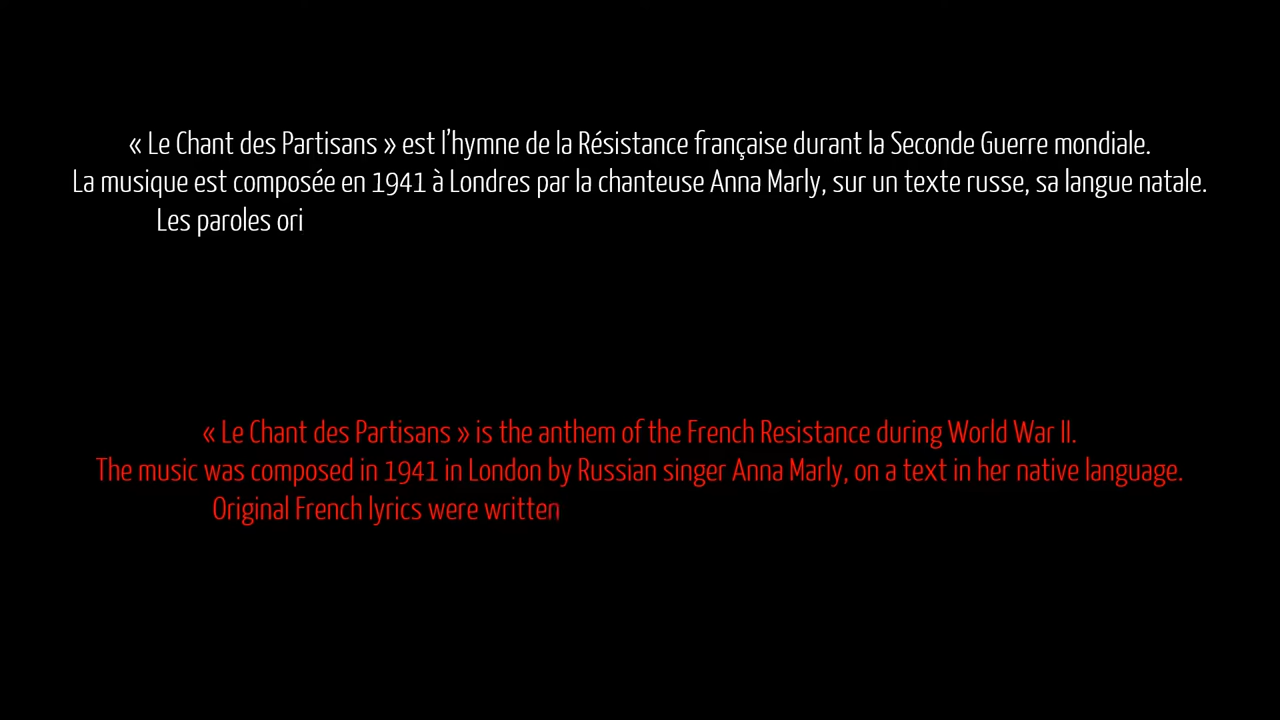 « Le Chant des Partisans » est l’hymne de la Résistance française durant la Seconde Guerre mondiale.
La musique est composée en 1941 à Londres par la chanteuse Anna Marly, sur un texte russe, sa langue natale.
Les paroles ori
« Le Chant des Partisans » is the anthem of the French Resistance during World War II.
The music was composed in 1941 in London by Russian singer Anna Marly, on a text in her native language.
Original French lyrics were written